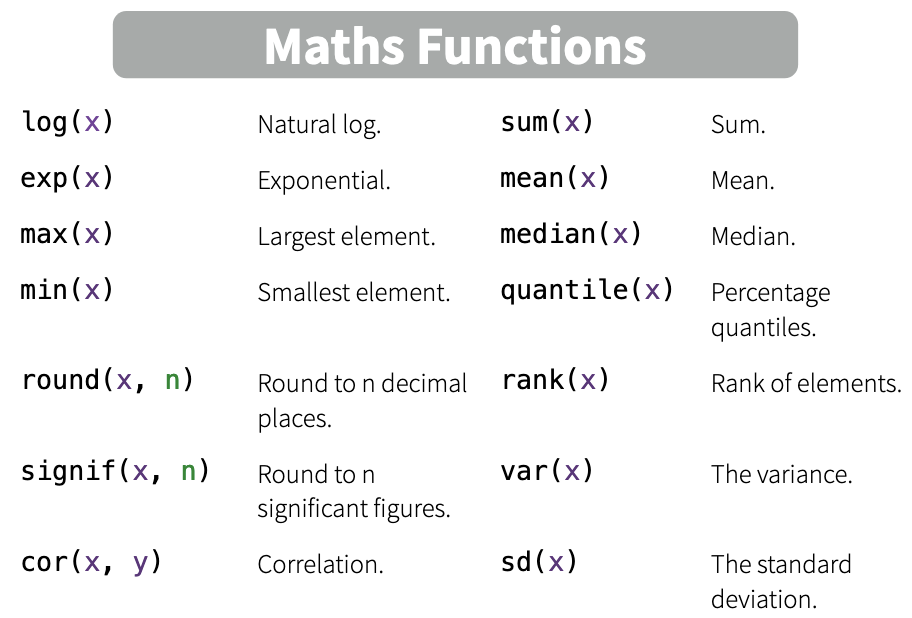 Maths Functions
log(x) Natural log. sum(x) Sum.
exp(x) Exponential. mean(x) Mean.
max(x) Largest element. median(x) Median.
min(x) Smallest element. quantile(x) Percentage
quantiles.
round(x, n) Round to n decimal rank(x) Rank of elements.
places.
signif(x, n) Round to n var(x) The variance.
significant figures.
cor(x, y) Correlation. sd(x) The standard
deviation.